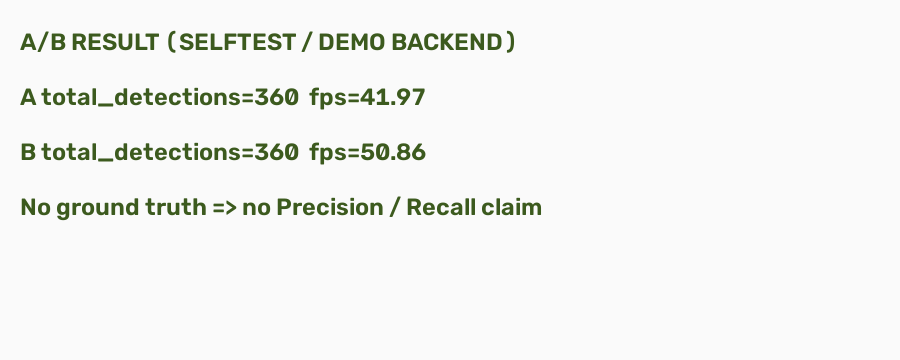 A/B RESULT (SELFTEST / DEMO BACKEND)
A total_detections=360 fps=41.97
B total_detections=360 fps=50.86
No ground truth => no Precision / Recall claim